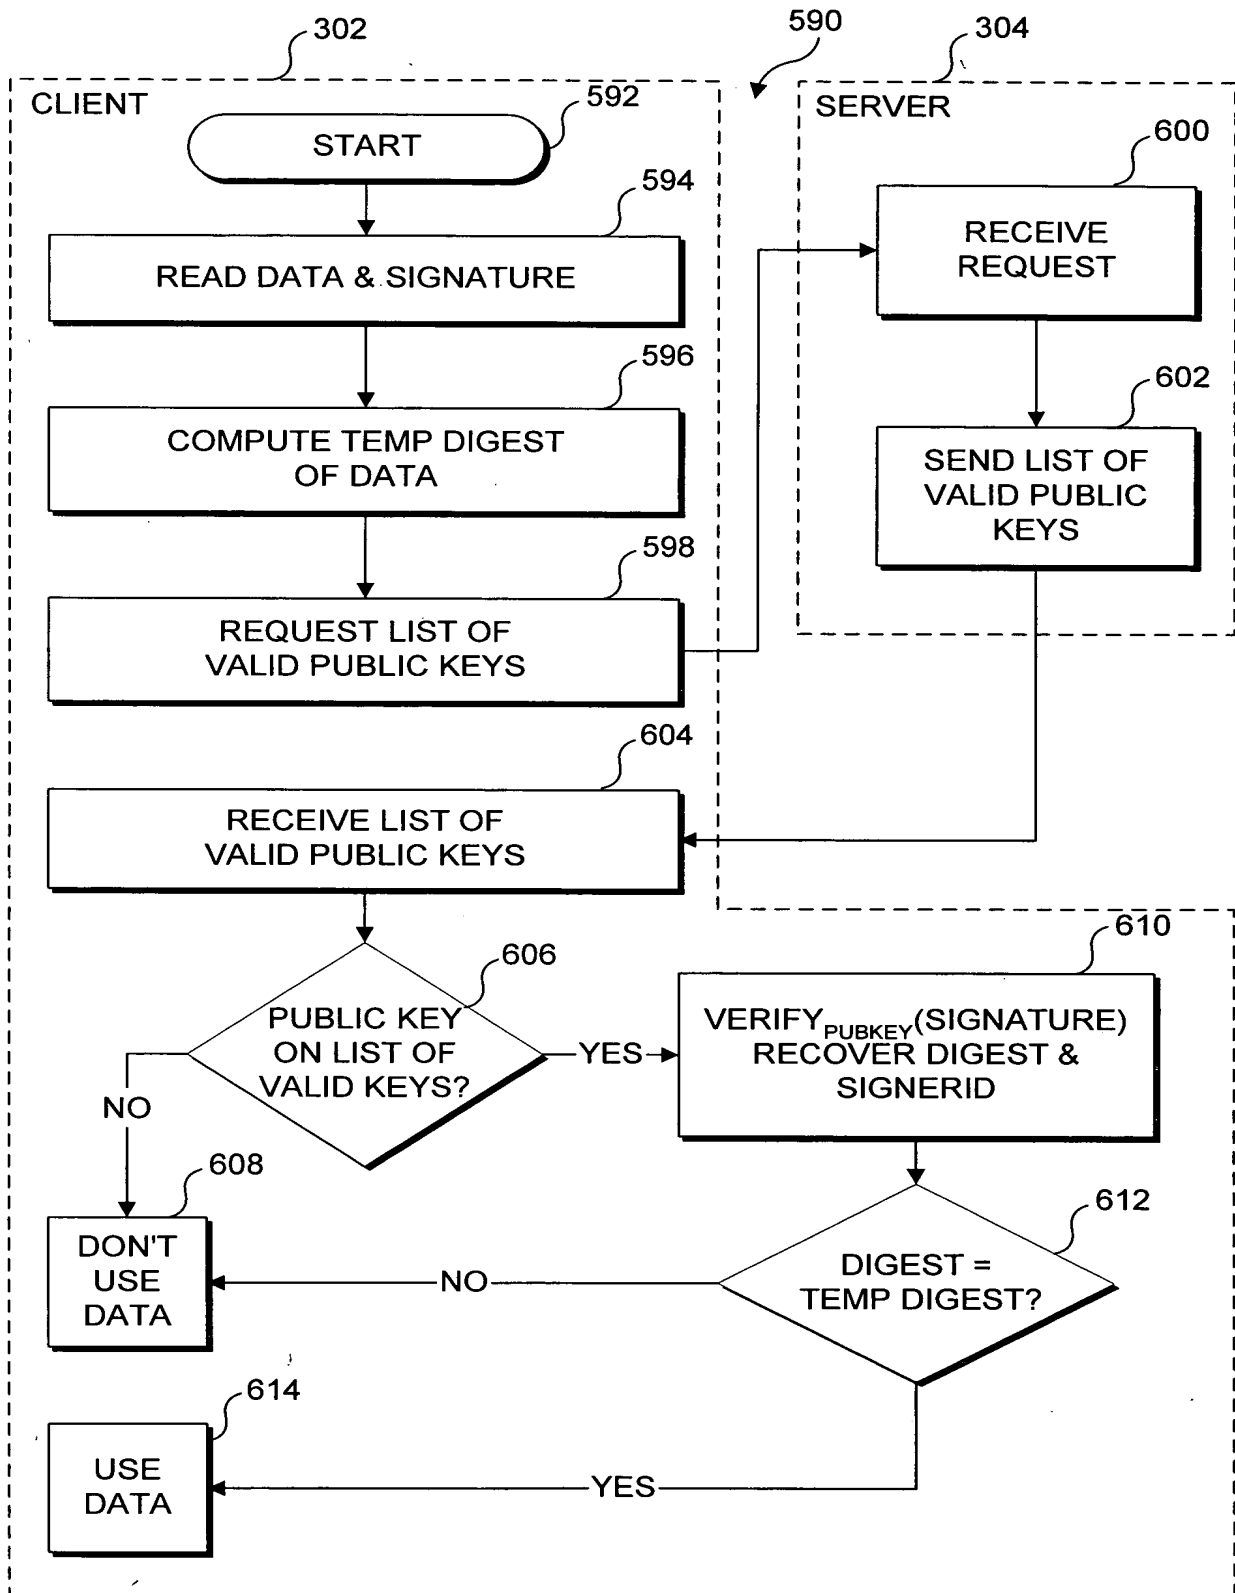 302
590
304
CLIENT
592
START
SERVER
600
RECEIVE
REQUEST
594
READ DATA & SIGNATURE
596
COMPUTE TEMP DIGEST
OF DATA
602
SEND LIST OF
VALID PUBLIC
KEYS
598
REQUEST LIST OF
VALID PUBLIC KEYS
604
RECEIVE LIST OF
VALID PUBLIC KEYS
606
PUBLIC KEY
ON LIST OF
VALID KEYS?
YES
NO
610
VERIFYPUBKEY(SIGNATURE)
RECOVER DIGEST &
SIGNERID
608
DON'T
USE
DATA
612
DIGEST =
TEMP DIGEST?
NO
614
USE
DATA
YES